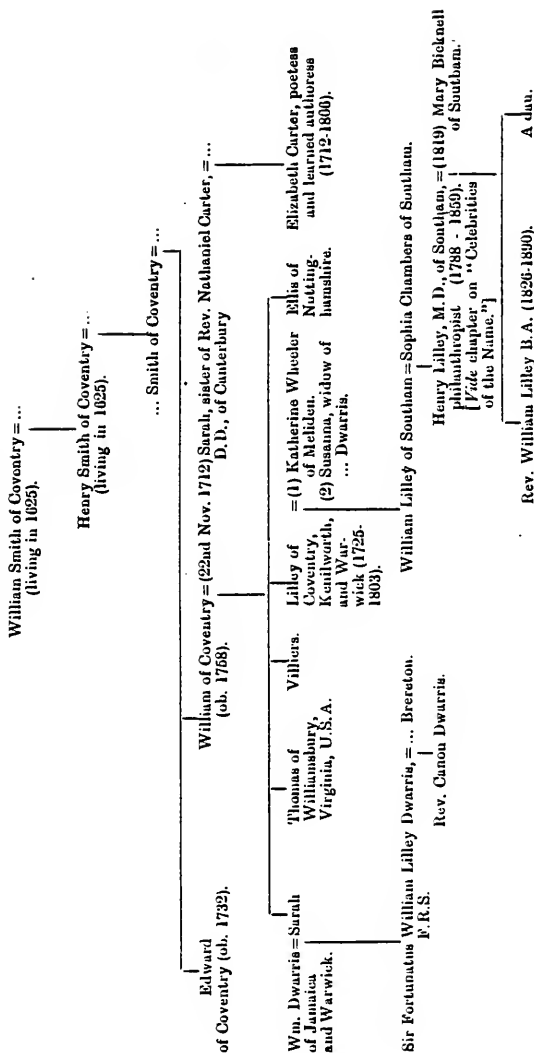 William Smith of Coventry = ...
(living in 1625).
Henry Smith of Coventry = ...
(living in 1625).
... Smith of Coventry = ...
Edward
of Coventry (ob. 1732).
William of Coventry = (22nd Nov. 1712) Sarah, sister of Rev. Nathaniel Carter, = ...
(ob. 1758).
D.D., of Canterbury
Wm. Dwarris = Sarah
of Jamaica
and Warwick.
Thomas of
Williamsbury,
Virginia, U.S.A.
Villiers.
Lilley of
Coventry,
Kenilworth,
and War-
wick (1725-
1803).
= (1) Katherine Wheeler
of Meliden.
(2) Susanna, widow of
... Dwarris.
Ellis of
Notting-
hamshire.
Elizabeth Carter, poetess
and learned authoress
(1712-1806).
Sir Fortunatus William Lilley Dwarris, = ... Brereton.
F.R.S.
Rev. Canon Dwarris.
William Lilley of Southam = Sophia Chambers of Southam.
Henry Lilley, M.D., of Southam, = (1819) Mary Bicknell
philanthropist (1788 - 1859). of Southam.
[Vide chapter on "Celebrities
of the Name."]
Rev. William Lilley B.A. (1826-1890).
A dau.